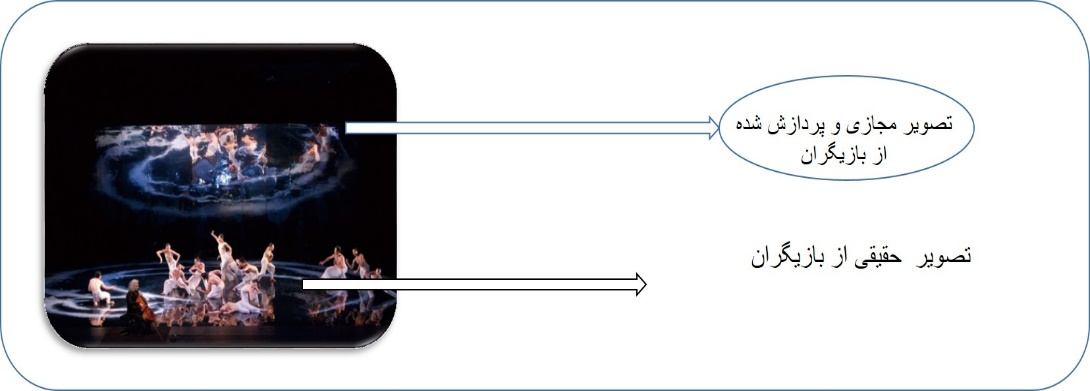 تصویر مجازی و پردازش شده
از بازیگران
تصویر حقیقی از بازیگران